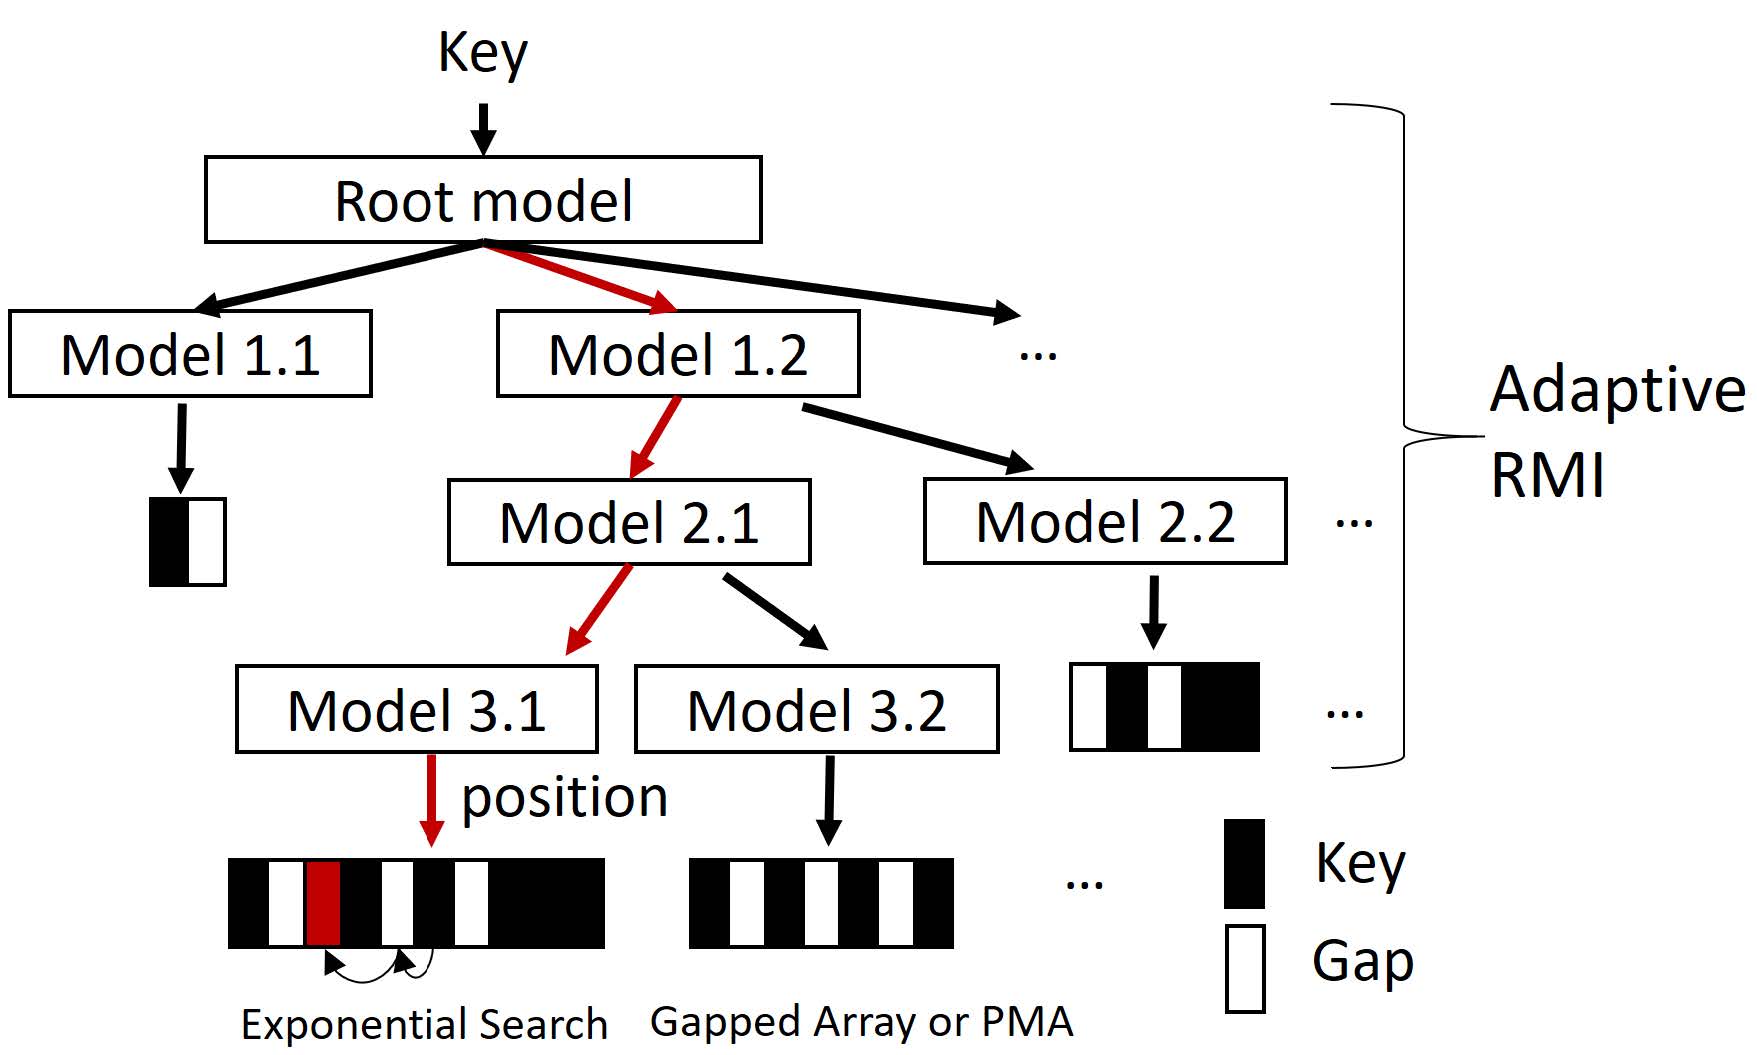 Key
Root model
Model 1.1
Model 1.2
...
Adaptive
RMI
Model 2.1
Model 2.2
...
Model 3.1
Model 3.2
...
position
...
Key
Gap
Exponential Search
Gapped Array or PMA